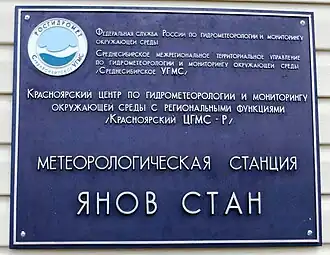 РОСГИДРОМЕТ
Федеральная служба России по гидрометеорологии и мониторингу
окружающей среды
Среднесибирское межрегиональное территориальное управление
по гидрометеорологии и мониторингу окружающей среды
/Среднесибирское УГМС/
Красноярский центр по гидрометеорологии и мониторингу
окружающей среды с региональными функциями
/Красноярский ЦГМС - Р/
МЕТЕОРОЛОГИЧЕСКАЯ СТАНЦИЯ
ЯНОВ СТАН